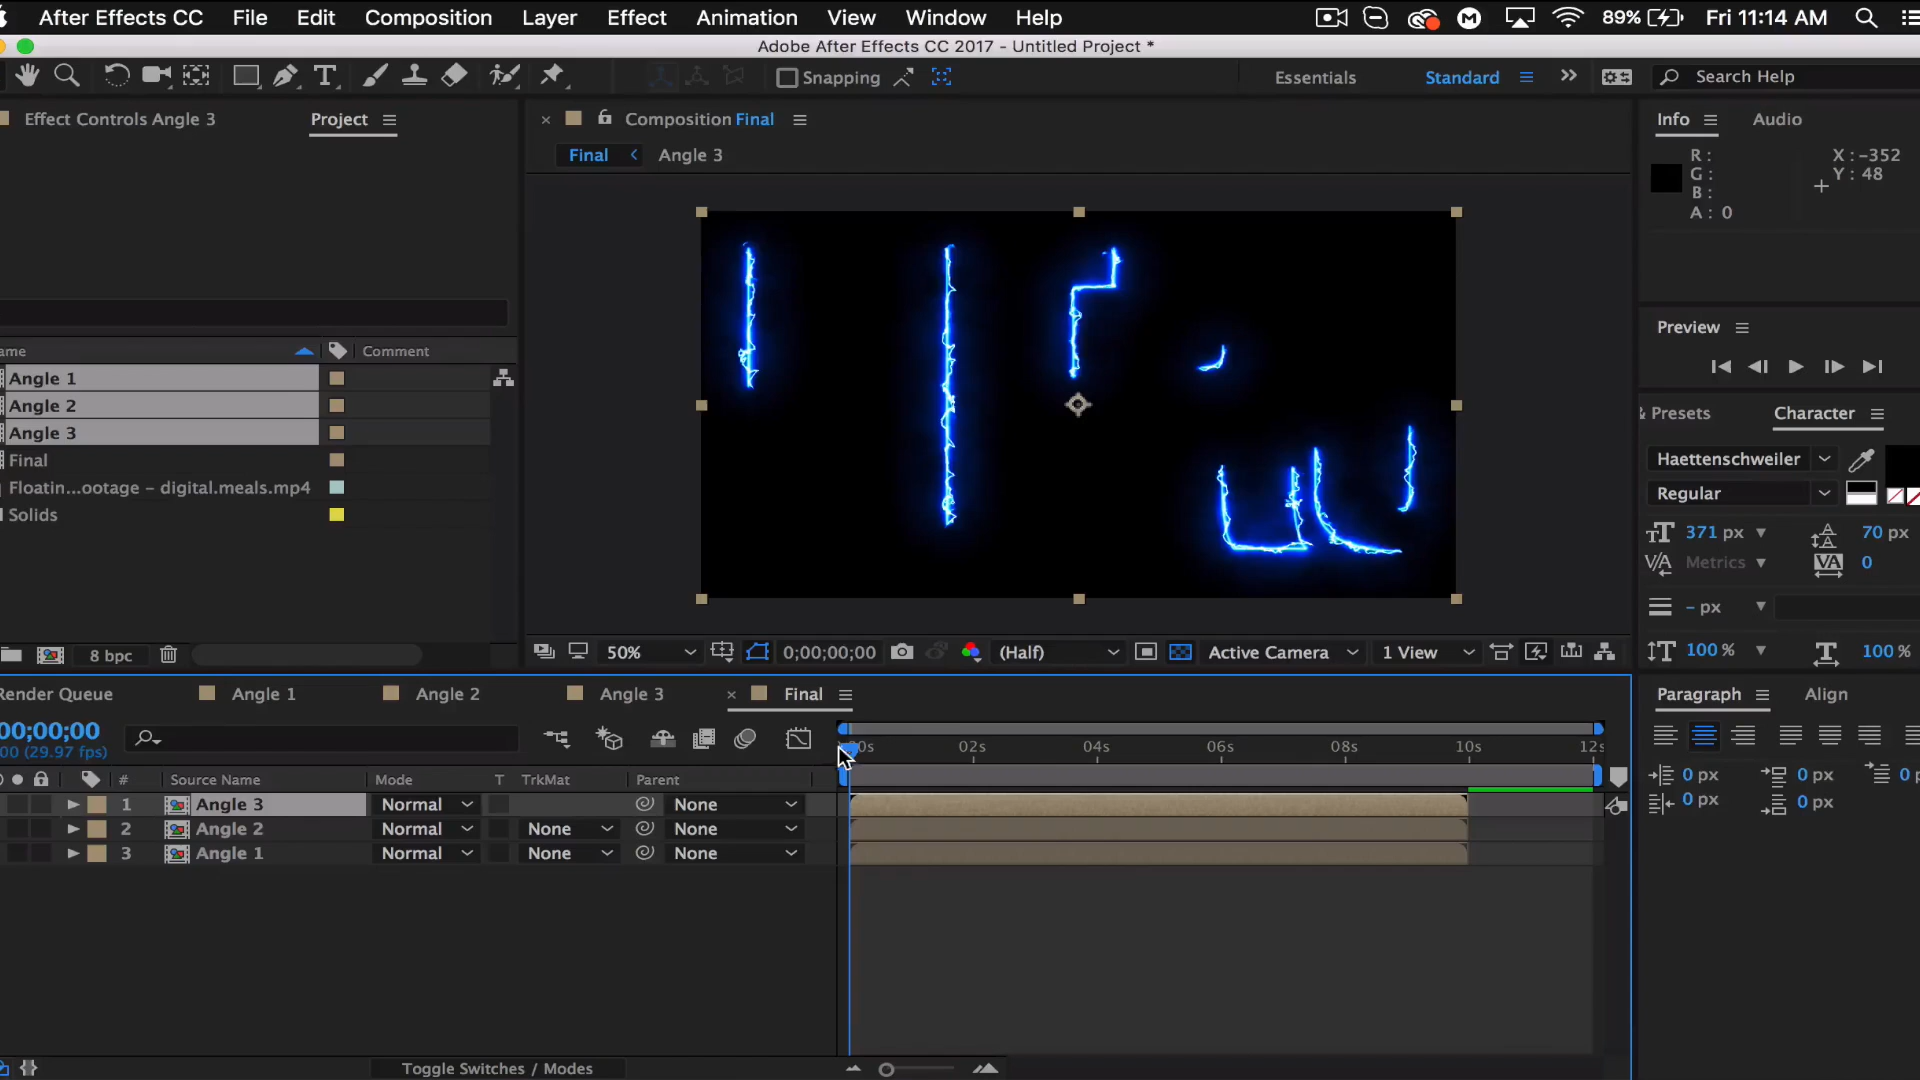 After Effects CC File Edit Composition Layer Effect Animation View Window Help 89% Fri 11:14 AM
Adobe After Effects CC 2017 - Untitled Project *
Snapping Essentials Standard Search Help
Effect Controls Angle 3 Project Composition Final Info Audio
Final Angle 3
R: X: -352
G: Y: 48
B:
A: 0
Preview
ame Comment
Angle 1
Angle 2
Angle 3
Final
Floatin...ootage - digital.meals.mp4
Solids
& Presets Character
Haettenschweiler
Regular
371 px 70 px
Metrics 0
- px
100 % 100 %
8 bpc 50% 0;00;00;00 (Half) Active Camera 1 View
Render Queue Angle 1 Angle 2 Angle 3 Final Paragraph Align
00;00;00
00 (29.97 fps)
00s 02s 04s 06s 08s 10s 12s
# Source Name Mode T TrkMat Parent
1 Angle 3 Normal None
2 Angle 2 Normal None None
3 Angle 1 Normal None None
0 px 0 px 0 p
0 px 0 px
Toggle Switches / Modes